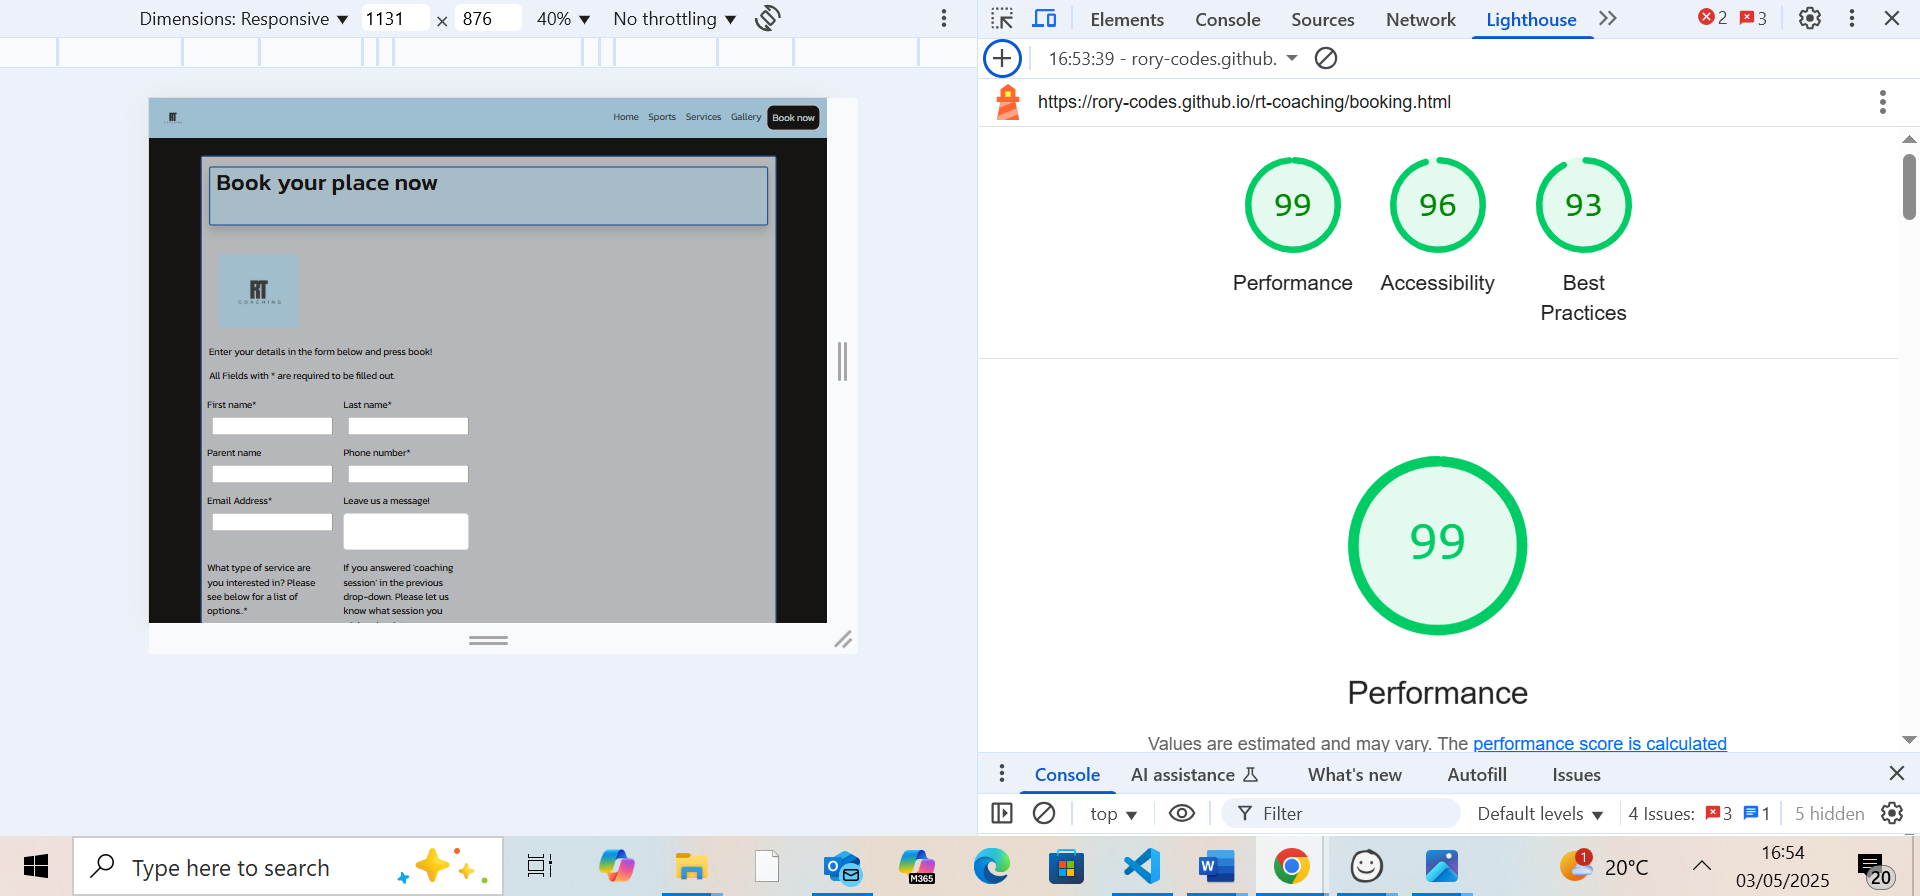 Dimensions: Responsive ▼ 1131 × 876 40% ▼ No throttling ▼
Elements Console Sources Network Lighthouse 2 3
16:53:39 - rory-codes.github.
https://rory-codes.github.io/rt-coaching/booking.html
RT
Home Sports Services Gallery Book now
Book your place now
RT
COACHING
Enter your details in the form below and press book!
All Fields with * are required to be filled out.
First name* Last name*
Parent name Phone number*
Email Address* Leave us a message!
What type of service are
you interested in? Please
see below for a list of
options..*
If you answered 'coaching
session' in the previous
drop-down. Please let us
know what session you
99 96 93
Performance Accessibility Best
Practices
99
Performance
Values are estimated and may vary. The performance score is calculated
Console AI assistance What's new Autofill Issues
top ▼ Filter Default levels ▼ 4 Issues: 3 1 5 hidden
Type here to search
M365
1 20°C
16:54
03/05/2025
20